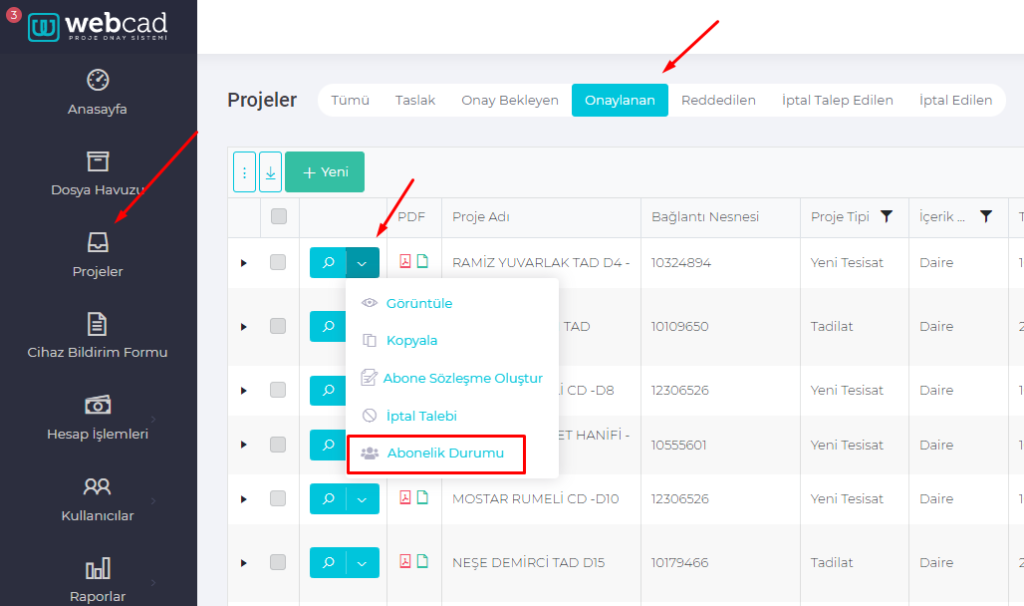 3
webcad
PROJE ONAY SİSTEMİ
Anasayfa
Dosya Havuzu
Projeler
Cihaz Bildirim Formu
Hesap İşlemleri
Kullanıcılar
Raporlar
Projeler
Tümü Taslak Onay Bekleyen Onaylanan Reddedilen İptal Talep Edilen İptal Edilen
+ Yeni
PDF Proje Adı Bağlantı Nesnesi Proje Tipi İçerik ...
RAMİZ YUVARLAK TAD D4 - 10324894 Yeni Tesisat Daire
Görüntüle
Kopyala
Abone Sözleşme Oluştur
İptal Talebi
Abonelik Durumu
TAD 10109650 Tadilat Daire
CD -D8 12306526 Yeni Tesisat Daire
HANİFİ - 10555601 Yeni Tesisat Daire
MOSTAR RUMELİ CD -D10 12306526 Yeni Tesisat Daire
NEŞE DEMİRCİ TAD D15 10179466 Tadilat Daire